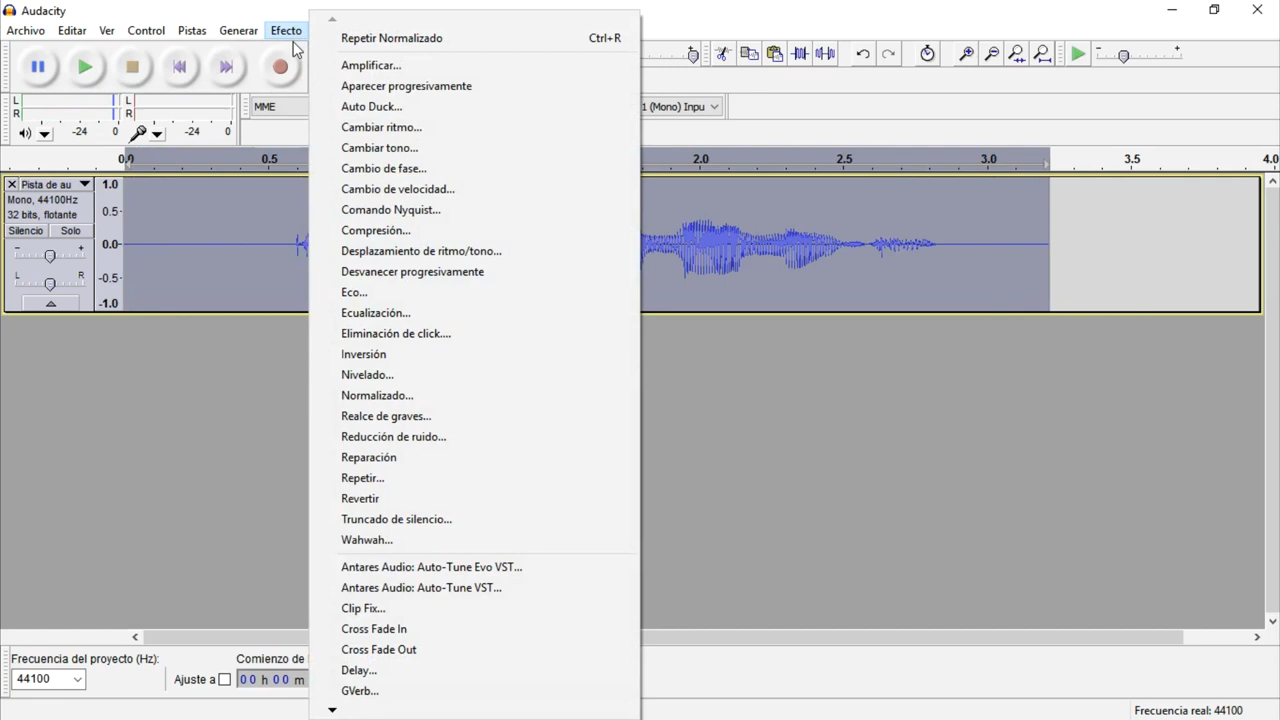 Audacity
Archivo Editar Ver Control Pistas Generar Efecto
Repetir Normalizado Ctrl+R
Amplificar...
Aparecer progresivamente
Auto Duck...
Cambiar ritmo...
Cambiar tono...
Cambio de fase...
Cambio de velocidad...
Comando Nyquist...
Compresión...
Desplazamiento de ritmo/tono...
Desvanecer progresivamente
Eco...
Ecualización...
Eliminación de click....
Inversión
Nivelado...
Normalizado...
Realce de graves...
Reducción de ruido...
Reparación
Repetir...
Revertir
Truncado de silencio...
Wahwah...
Antares Audio: Auto-Tune Evo VST...
Antares Audio: Auto-Tune VST...
Clip Fix...
Cross Fade In
Cross Fade Out
Delay...
GVerb...
L L
R R
-24 0 -24 0
MME
1 (Mono) Inpu
0.0 0.5 2.0 2.5 3.0 3.5 4.0
Pista de au
Mono, 44100Hz
32 bits, flotante
Silencio Solo
- +
L R
1.0
0.5
0.0
-0.5
-1.0
Frecuencia del proyecto (Hz):
44100
Ajuste a
Comienzo de
00 h 00 m
Frecuencia real: 44100